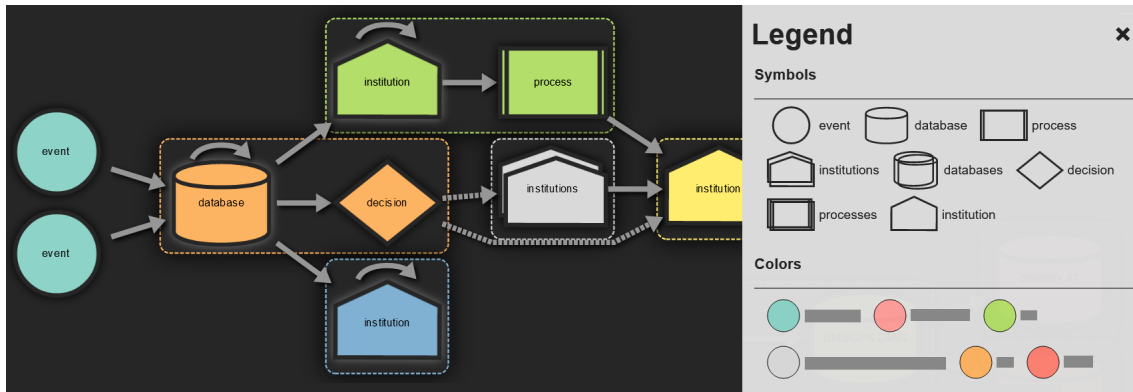 Legend
Symbols
event database process
institutions databases decision
processes institution
Colors
institution process
event
database decision institutions institution
event
institution